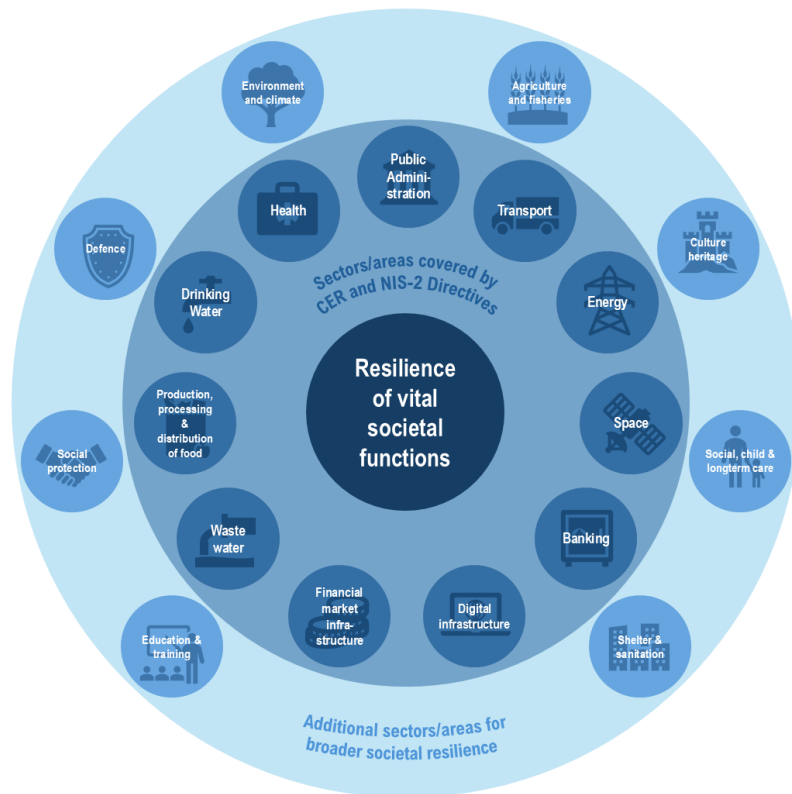 Environment
and climate
Agriculture
and fisheries
Public
Admini-
stration
Health
Transport
Defence
Culture
heritage
Sectors/areas covered by
CER and NIS-2 Directives
Drinking
Water
Energy
Resilience
of vital
societal
functions
Production,
processing
&
distribution
of food
Space
Social
protection
Social, child &
longterm care
Waste
water
Banking
Financial
market
infra-
structure
Digital
infrastructure
Education &
training
Shelter &
sanitation
Additional sectors/areas for
broader societal resilience